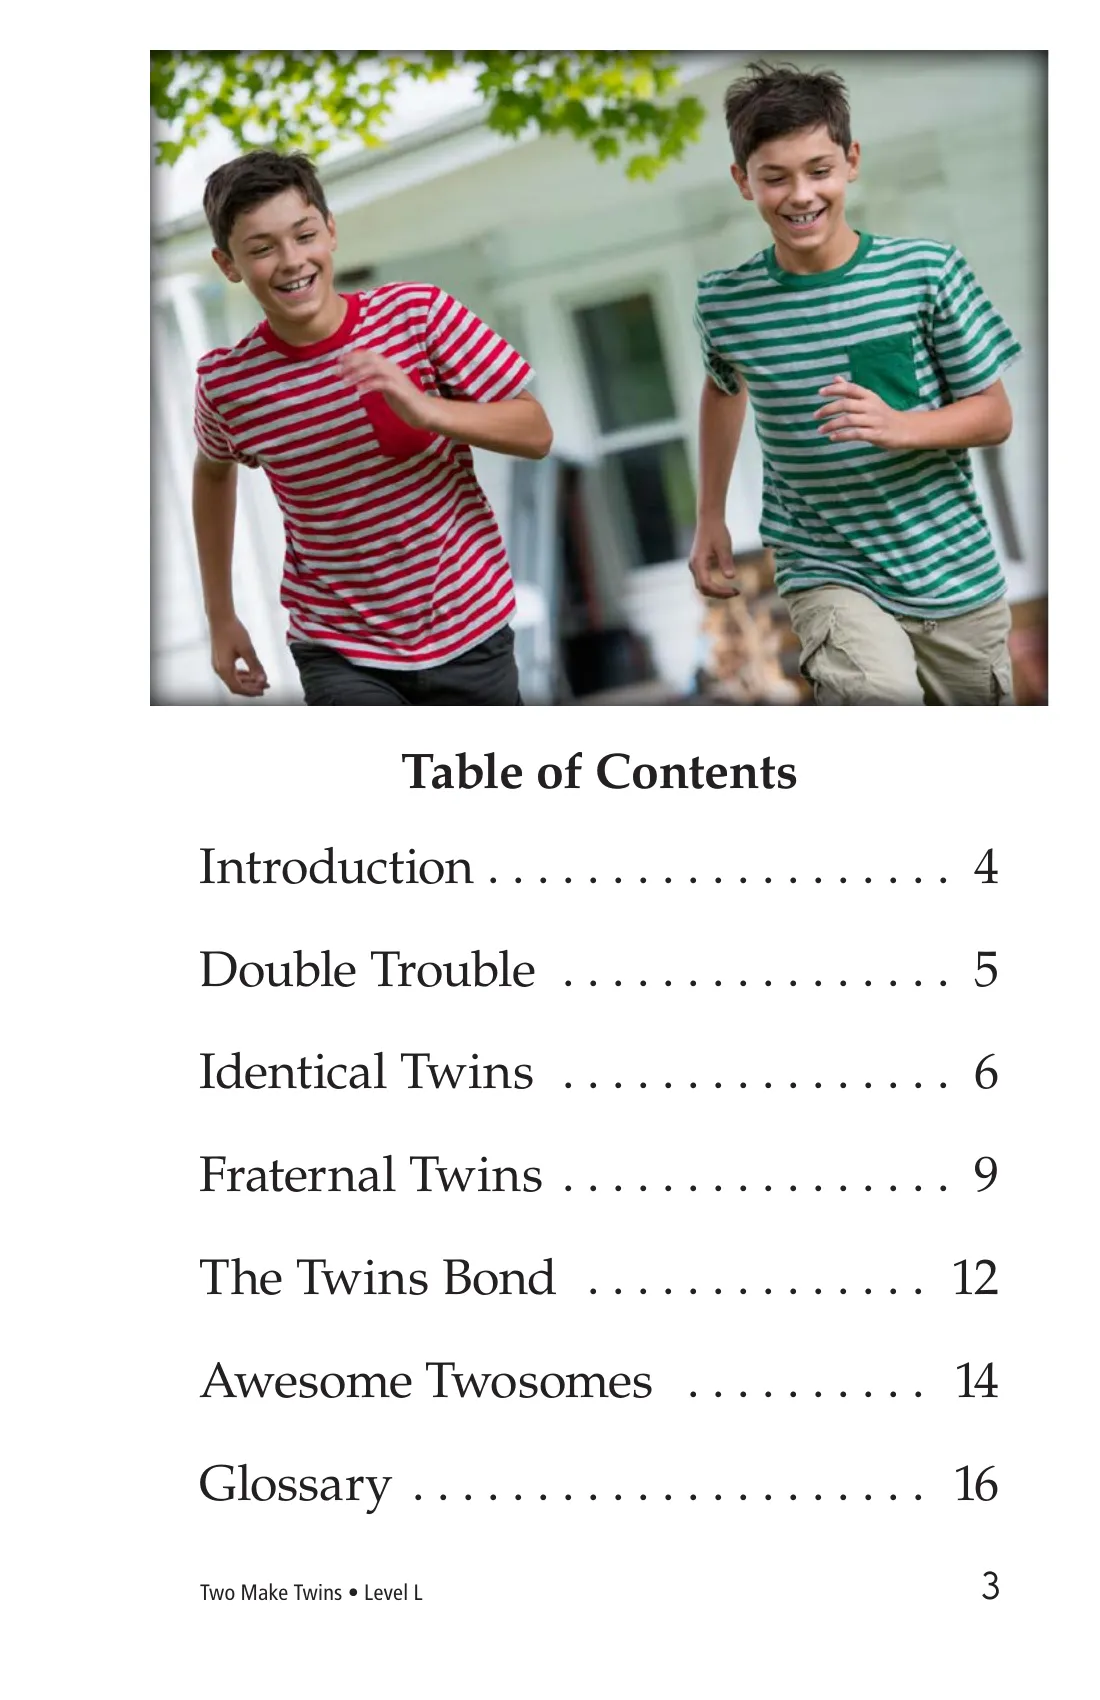 Table of Contents
Introduction . . . . . . . . . . . . . . . . . . . 4
Double Trouble . . . . . . . . . . . . . . . . 5
Identical Twins . . . . . . . . . . . . . . . . 6
Fraternal Twins . . . . . . . . . . . . . . . . 9
The Twins Bond . . . . . . . . . . . . . . 12
Awesome Twosomes . . . . . . . . . . 14
Glossary . . . . . . . . . . . . . . . . . . . . . 16
Two Make Twins • Level L 3